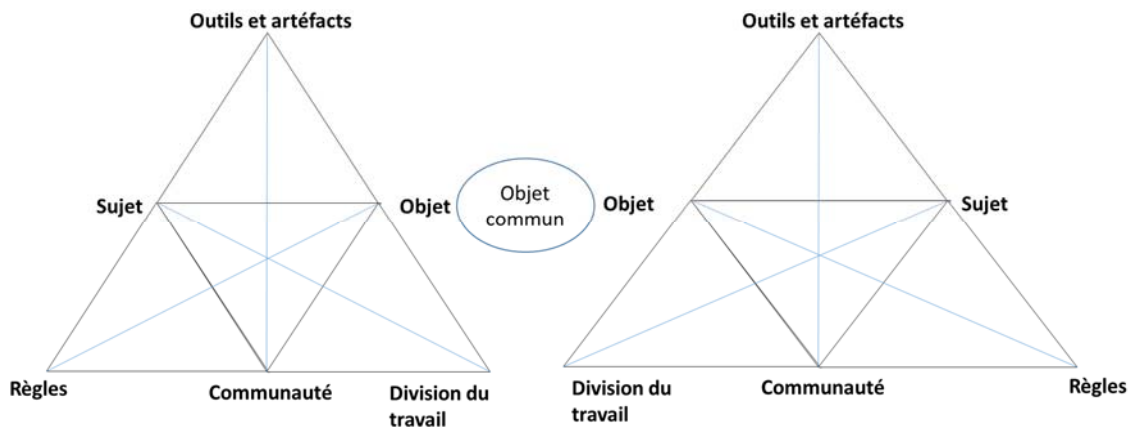 Outils et artéfacts
Outils et artéfacts
Sujet
Objet
Objet
commun
Objet
Sujet
Règles
Communauté
Division du
travail
Division du
travail
Communauté
Règles